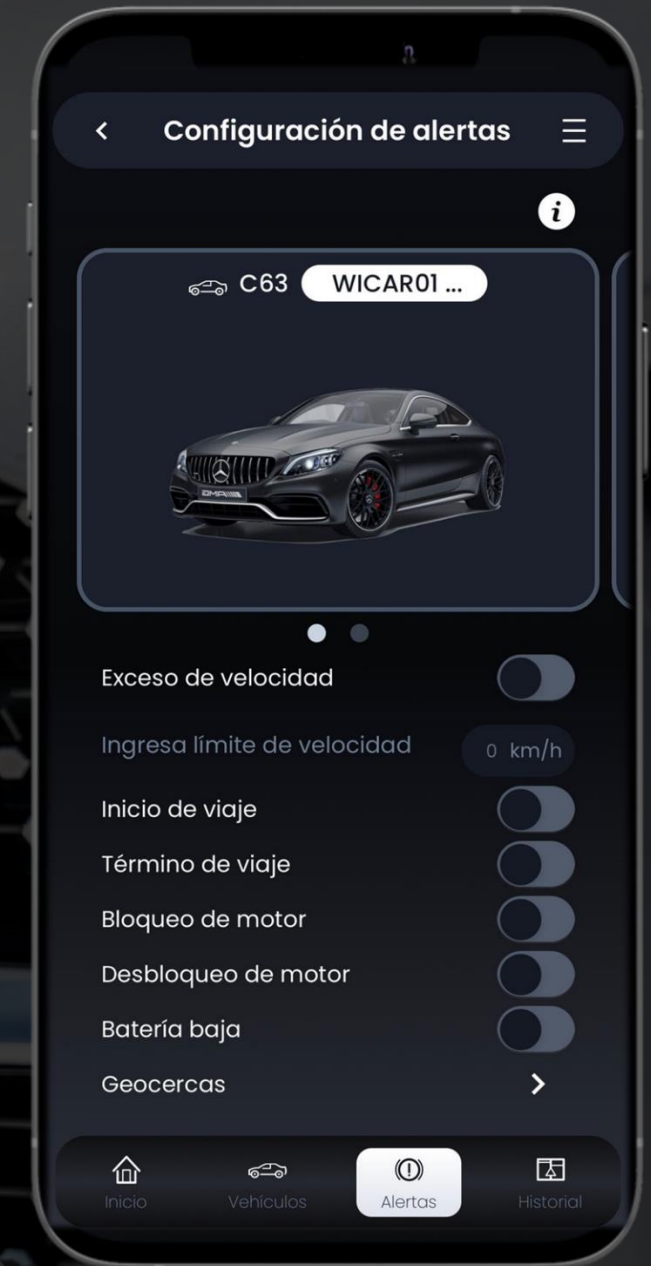 Configuración de alertas
C63 WICAR01 ...
Exceso de velocidad
Ingresa límite de velocidad 0 km/h
Inicio de viaje
Término de viaje
Bloqueo de motor
Desbloqueo de motor
Batería baja
Geocercas
Inicio Vehículos Alertas Historial